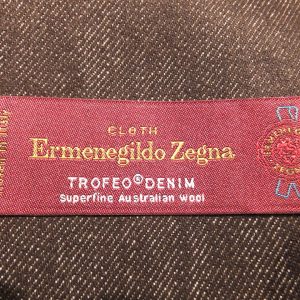 CLOTH
Ermenegildo Zegna
TROFEO® DENIM
Superfine Australian Wool